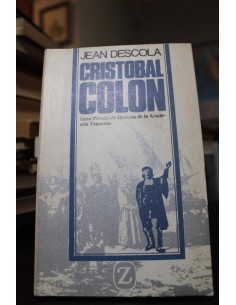 JEAN DESCOLA
CRISTOBAL
COLON
Gran Premio de Historia de la Acade-
mia Francesa.
Z